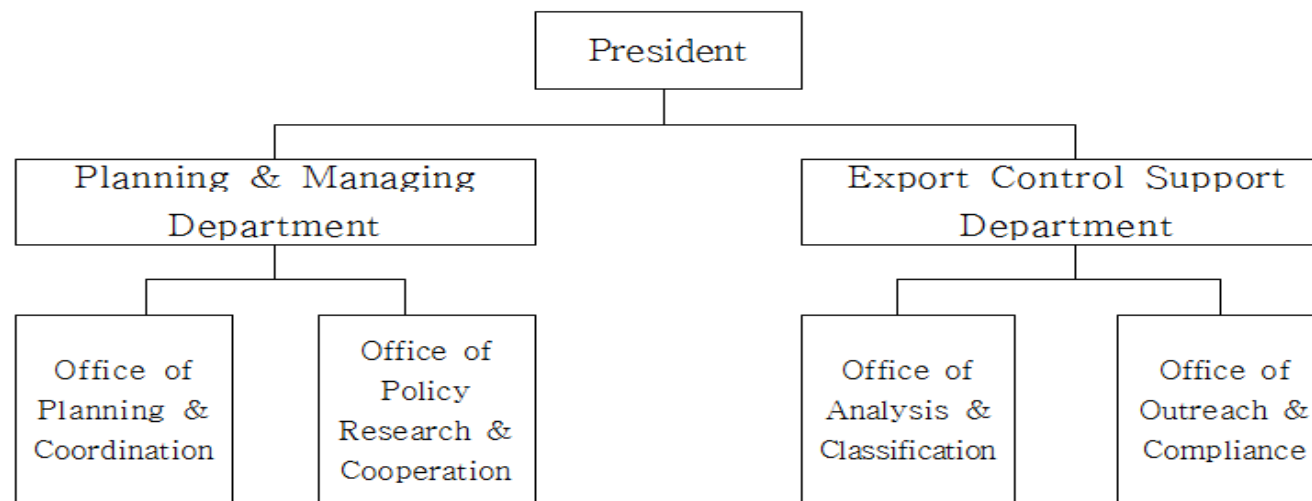 President
Planning & Managing
Department
Export Control Support
Department
Office of
Planning &
Coordination
Office of
Policy
Research &
Cooperation
Office of
Analysis &
Classification
Office of
Outreach &
Compliance